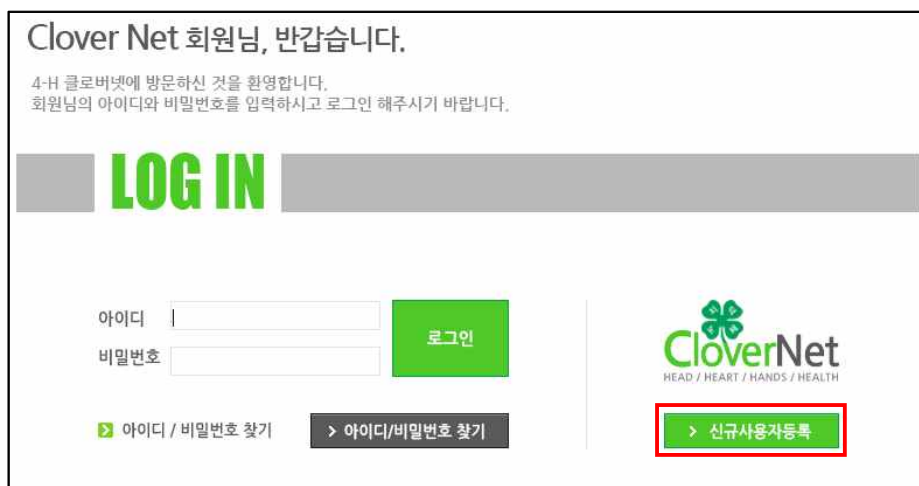 Clover Net 회원님, 반갑습니다.
4-H 클로버넷에 방문하신 것을 환영합니다.
회원님의 아이디와 비밀번호를 입력하시고 로그인 해주시기 바랍니다.
LOG IN
아이디
로그인
비밀번호
CloverNet
HEAD / HEART / HANDS / HEALTH
아이디 / 비밀번호 찾기
> 아이디/비밀번호 찾기
> 신규사용자등록